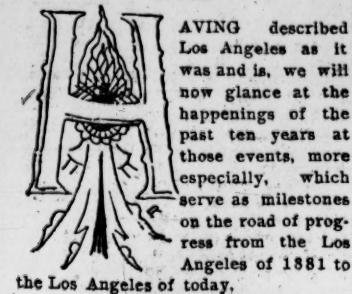 HAVING described
Los Angeles as it
was and is, we will
now glance at the
happenings of the
past ten years at
those events, more
especially, which
serve as milestones
on the road of prog-
ress from the Los
Angeles of 1881 to
the Los Angeles of today.